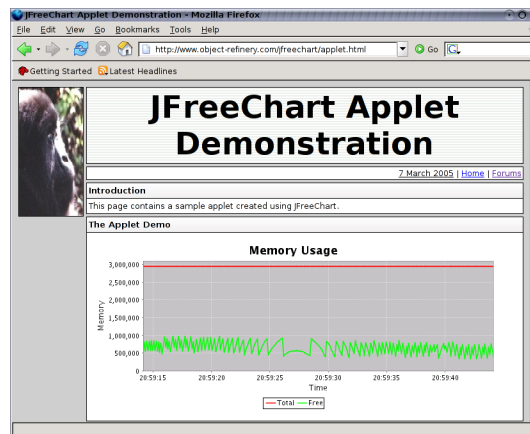 JFreeChart Applet Demonstration - Mozilla Firefox
File Edit View Go Bookmarks Tools Help
http://www.object-refinery.com/jfreechart/applet.html Go
Getting Started Latest Headlines
JFreeChart Applet
Demonstration
7 March 2005 | Home | Forums
Introduction
This page contains a sample applet created using JFreeChart.
The Applet Demo
Memory Usage
3,000,000
2,500,000
2,000,000
1,500,000
1,000,000
500,000
0
Memory
20:59:15 20:59:20 20:59:25 20:59:30 20:59:35 20:59:40
Time
Total Free